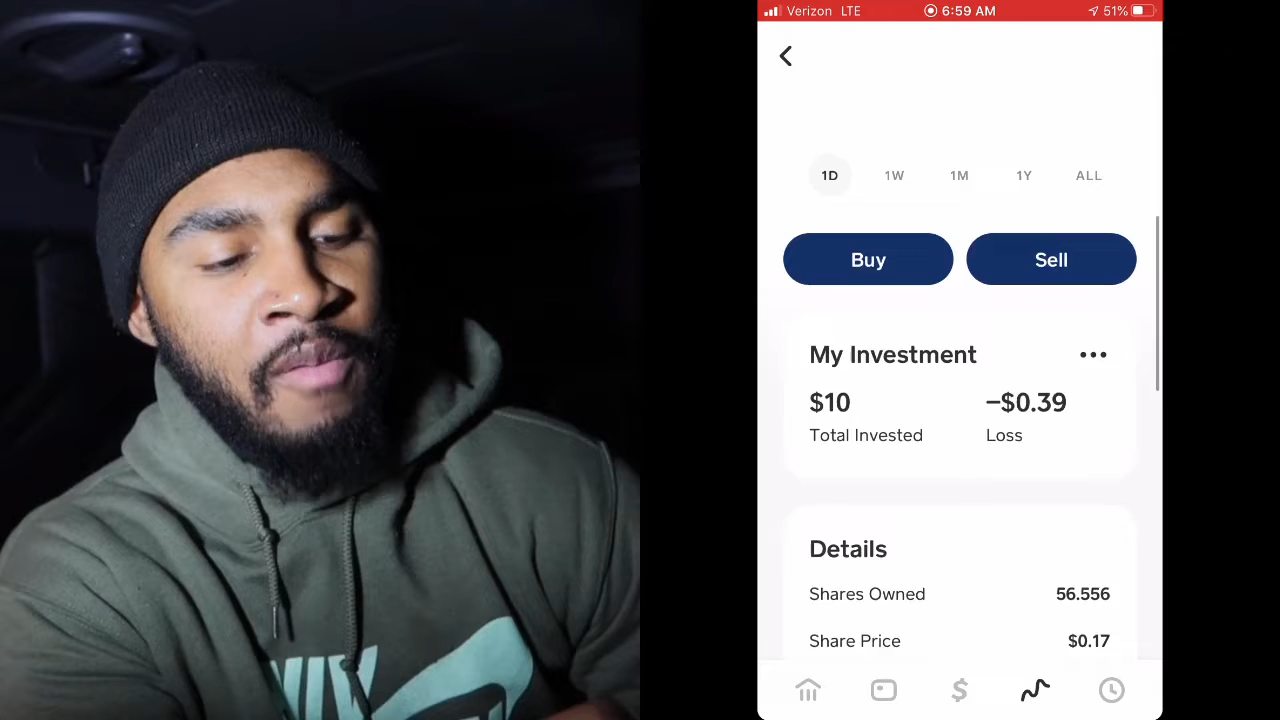 Verizon LTE 6:59 AM 51%
1D 1W 1M 1Y ALL
Buy Sell
My Investment
$10 –$0.39
Total Invested Loss
Details
Shares Owned 56.556
Share Price $0.17